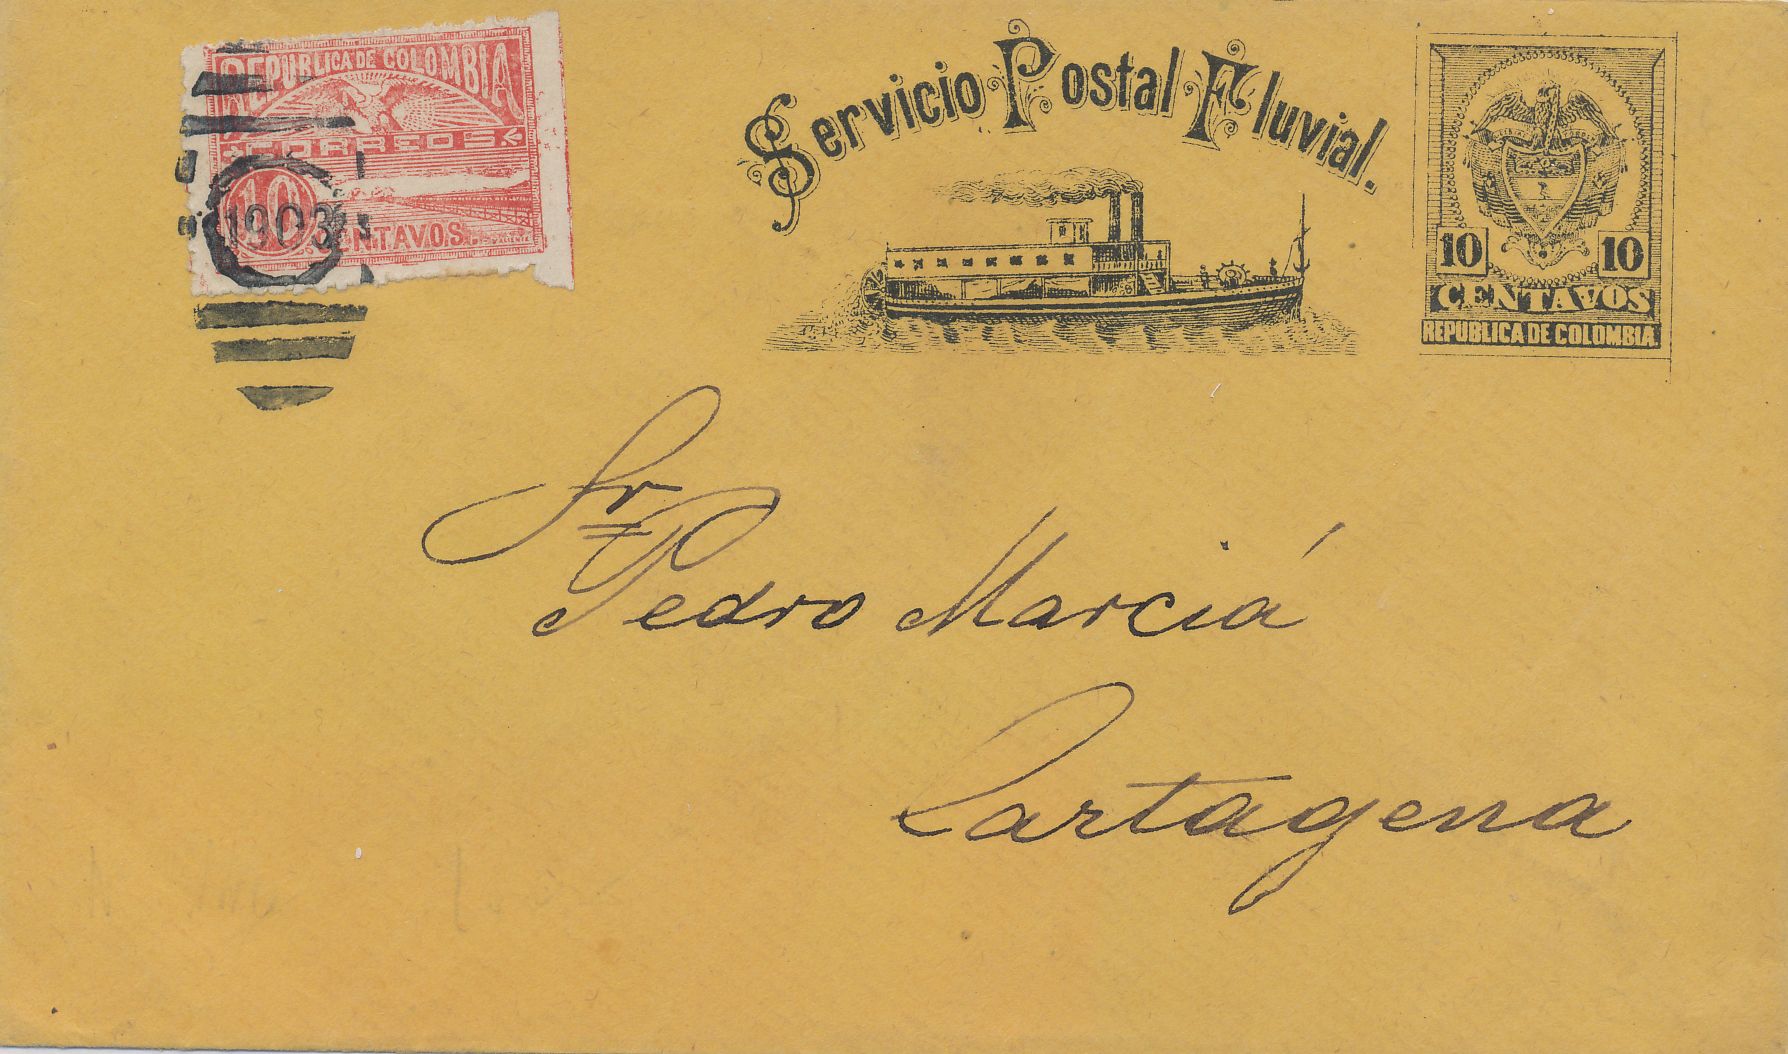 REPUBLICA DE COLOMBIA
CORREOS
10
1903
CENTAVOS
VALIENTE
Servicio Postal Fluvial.
10 10
CENTAVOS
REPUBLICA DE COLOMBIA.
Sr
Pedro Marciá
Cartagena